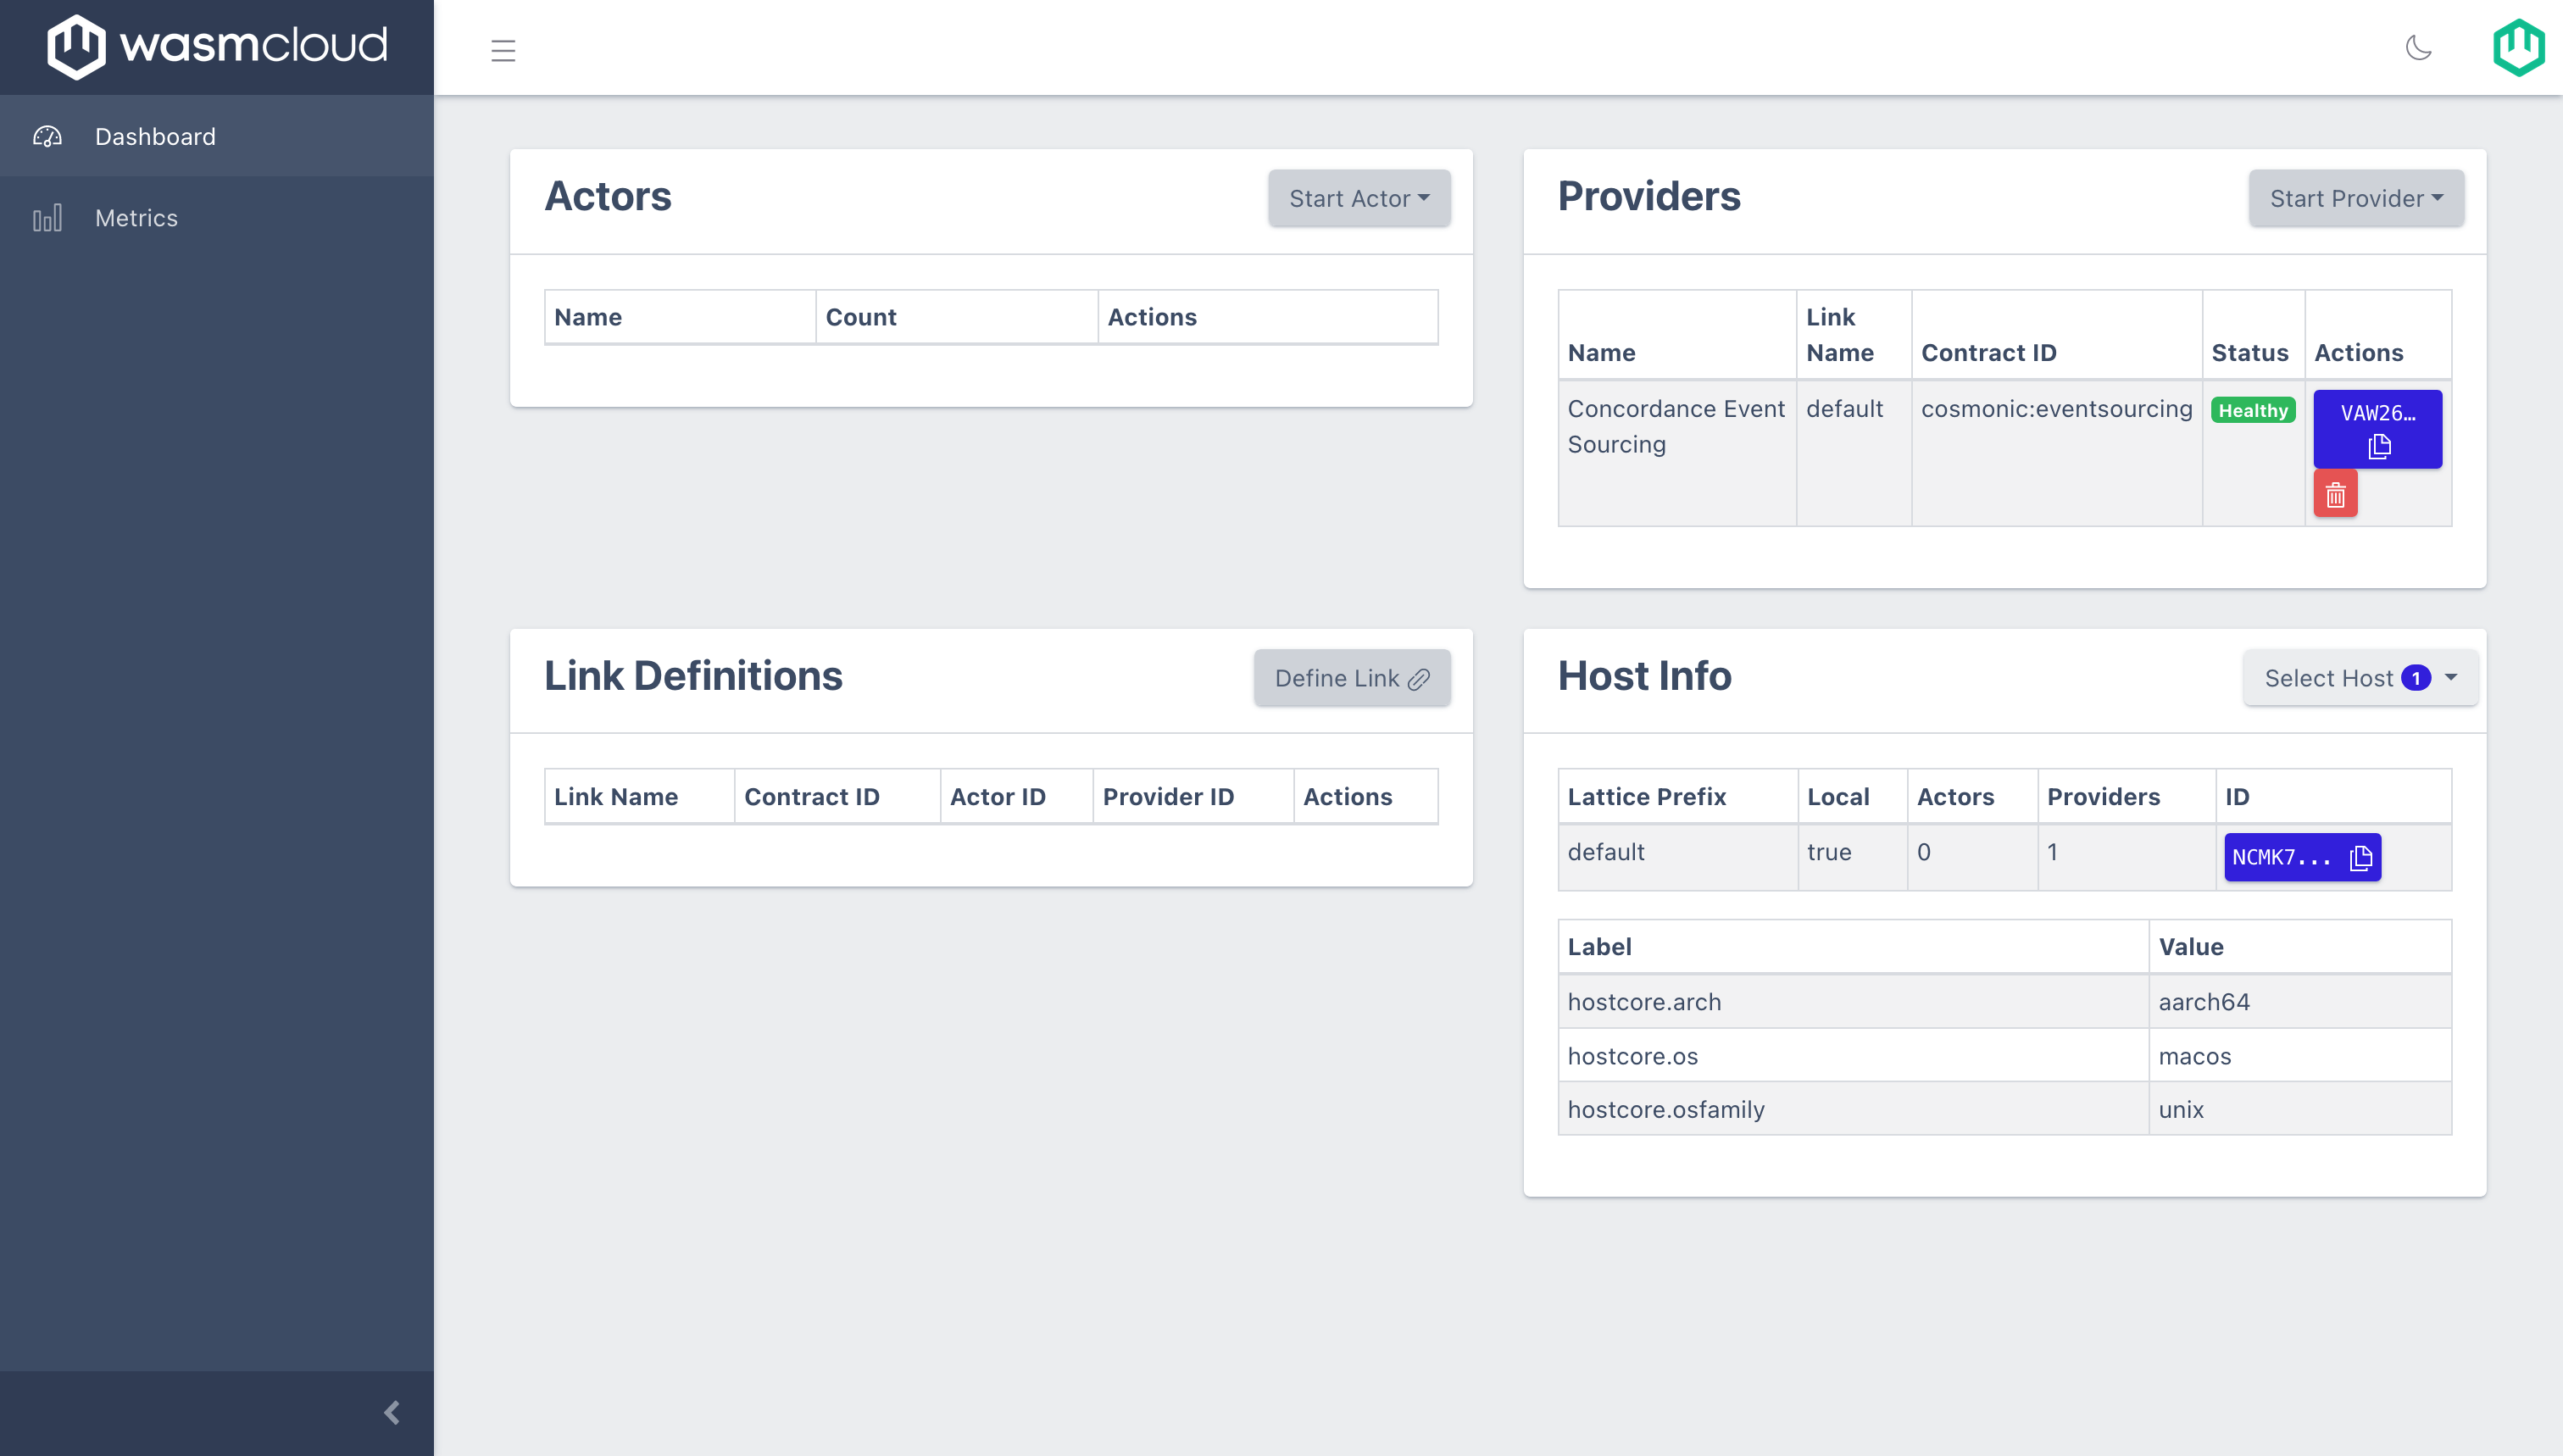 wasmcloud
Dashboard
Metrics
Actors
Start Actor
Name Count Actions
Providers
Start Provider
Name Link Name Contract ID Status Actions
Concordance Event Sourcing default cosmonic:eventsourcing Healthy VAW26…
Link Definitions
Define Link
Link Name Contract ID Actor ID Provider ID Actions
Host Info
Select Host 1
Lattice Prefix Local Actors Providers ID
default true 0 1 NCMK7...
Label Value
hostcore.arch aarch64
hostcore.os macos
hostcore.osfamily unix